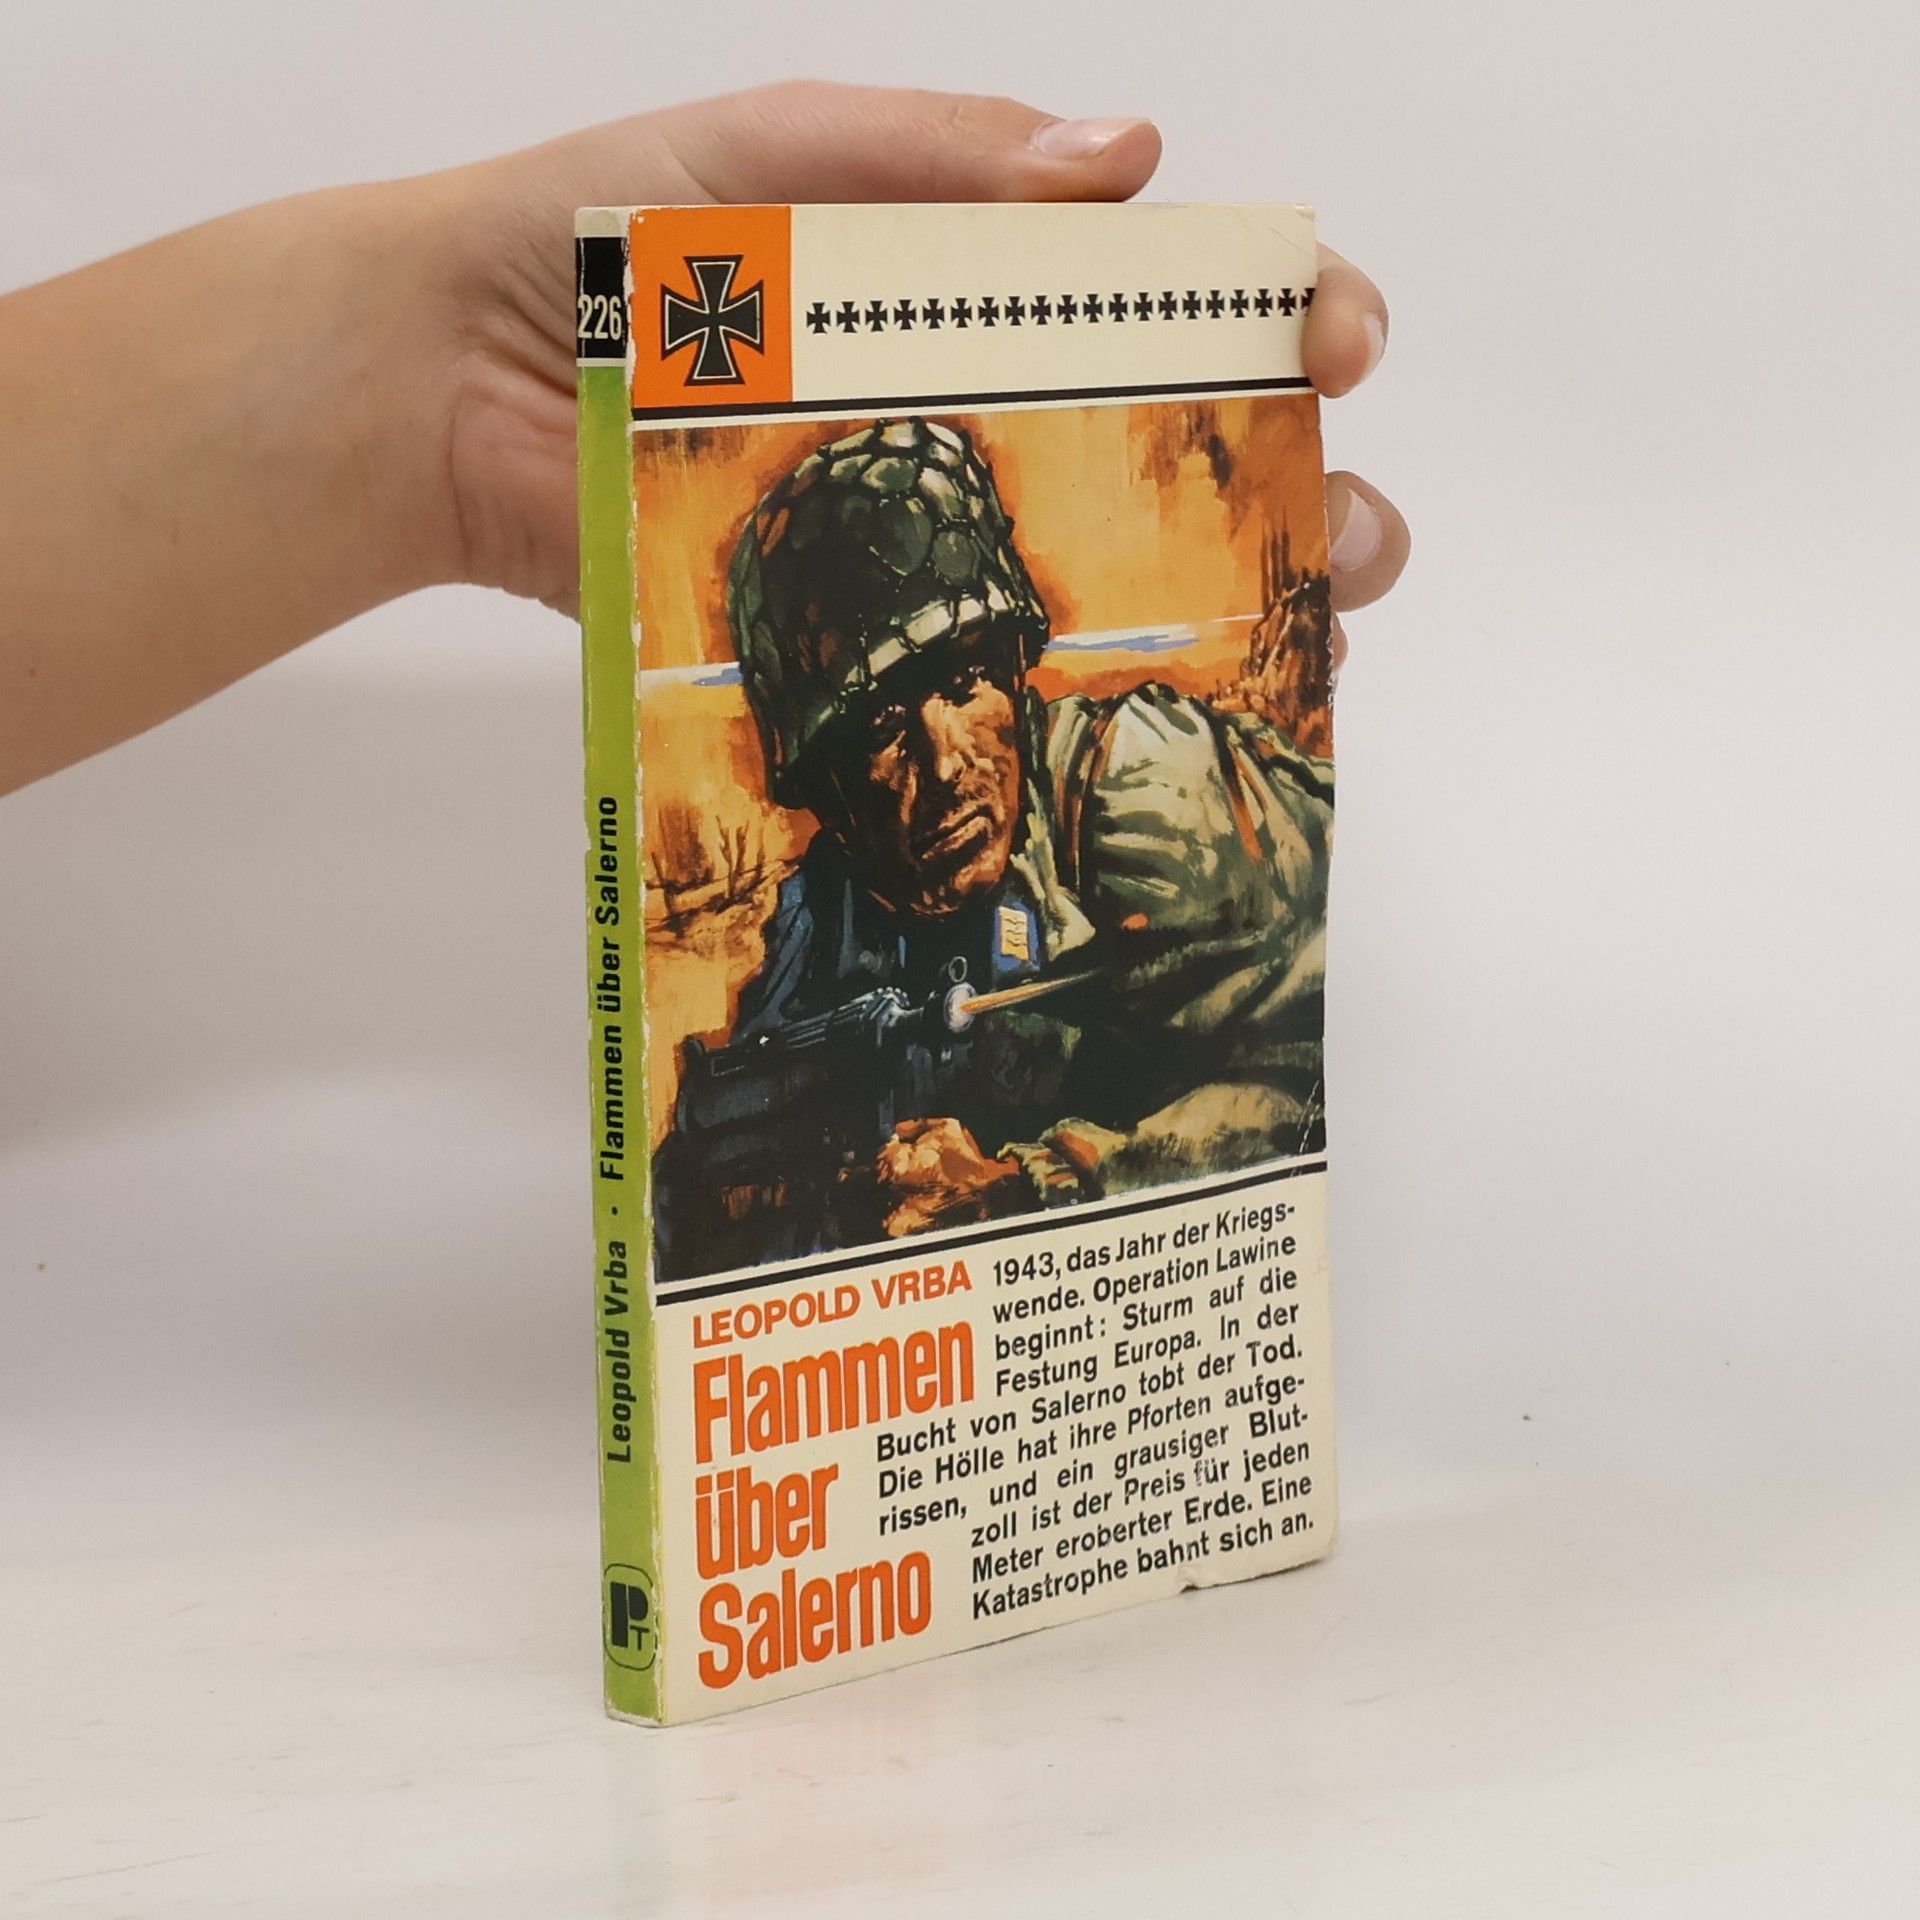 226
Leopold Vrba · Flammen über Salerno
PT
LEOPOLD VRBA
Flammen
über
Salerno
1943, das Jahr der Kriegs-
wende. Operation Lawine
beginnt: Sturm auf die
Festung Europa. In der
Bucht von Salerno tobt der Tod.
Die Hölle hat ihre Pforten aufge-
rissen, und ein grausiger Blut-
zoll ist der Preis für jeden
Meter eroberter Erde. Eine
Katastrophe bahnt sich an.